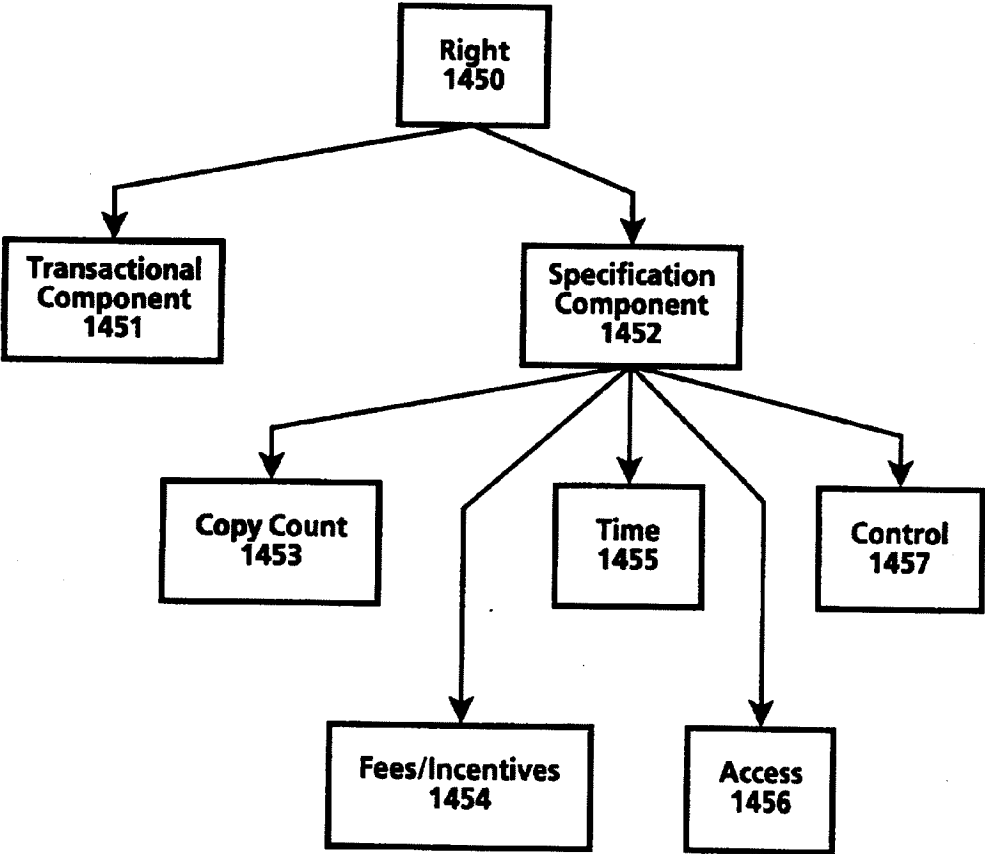 Right
1450
Transactional
Component
1451
Specification
Component
1452
Copy Count
1453
Time
1455
Control
1457
Fees/Incentives
1454
Access
1456